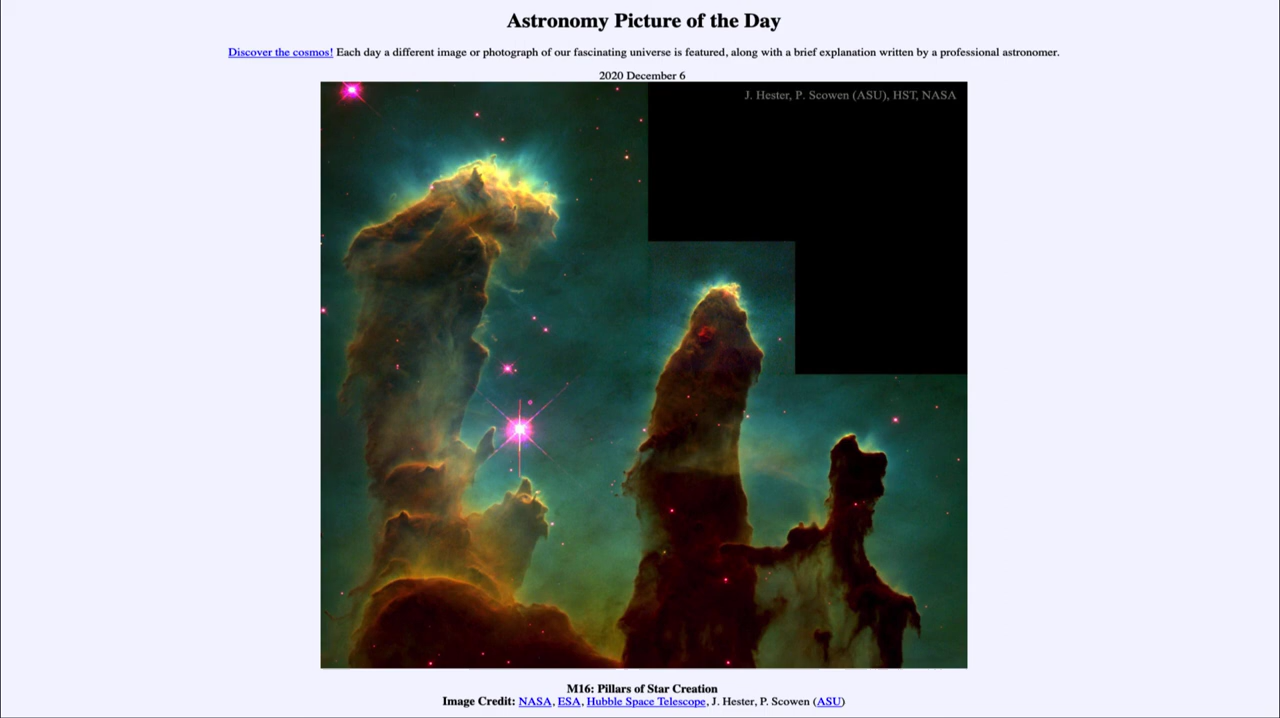 Astronomy Picture of the Day
Discover the cosmos! Each day a different image or photograph of our fascinating universe is featured, along with a brief explanation written by a professional astronomer.
2020 December 6
J. Hester, P. Scowen (ASU), HST, NASA
M16: Pillars of Star Creation
Image Credit: NASA, ESA, Hubble Space Telescope, J. Hester, P. Scowen (ASU)